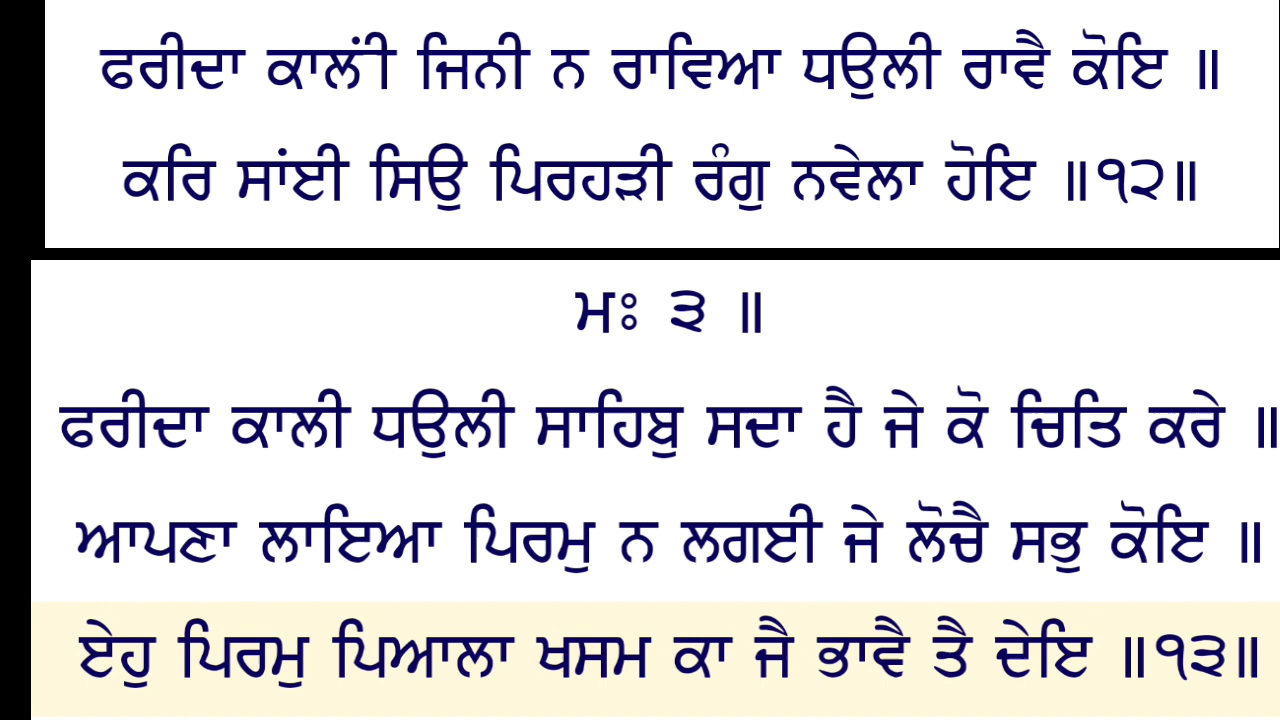 ਫਰੀਦਾ ਕਾਲੀਂ ਜਿਨੀ ਨ ਰਾਵਿਆ ਧਉਲੀ ਰਾਵੈ ਕੋਇ ॥
ਕਰਿ ਸਾਂਈ ਸਿਉ ਪਿਰਹੜੀ ਰੰਗੁ ਨਵੇਲਾ ਹੋਇ ॥੧੨॥
ਮਃ ੩ ॥
ਫਰੀਦਾ ਕਾਲੀ ਧਉਲੀ ਸਾਹਿਬੁ ਸਦਾ ਹੈ ਜੇ ਕੋ ਚਿਤਿ ਕਰੇ ॥
ਆਪਣਾ ਲਾਇਆ ਪਿਰਮੁ ਨ ਲਗਈ ਜੇ ਲੋਚੈ ਸਭੁ ਕੋਇ ॥
ਏਹੁ ਪਿਰਮੁ ਪਿਆਲਾ ਖਸਮ ਕਾ ਜੈ ਭਾਵੈ ਤੈ ਦੇਇ ॥੧੩॥